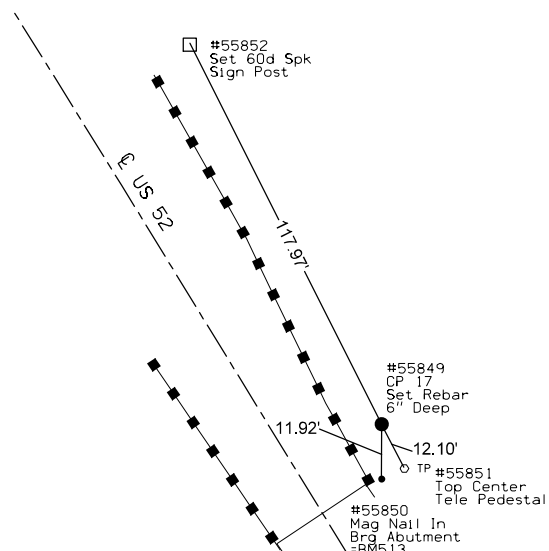 #55852
Set 60d Spk
Sign Post
℄ US 52
117.97'
#55849
CP 17
Set Rebar
6" Deep
11.92'
12.10'
TP
#55851
Top Center
Tele Pedestal
#55850
Mag Nail In
Brg Abutment
=BM513